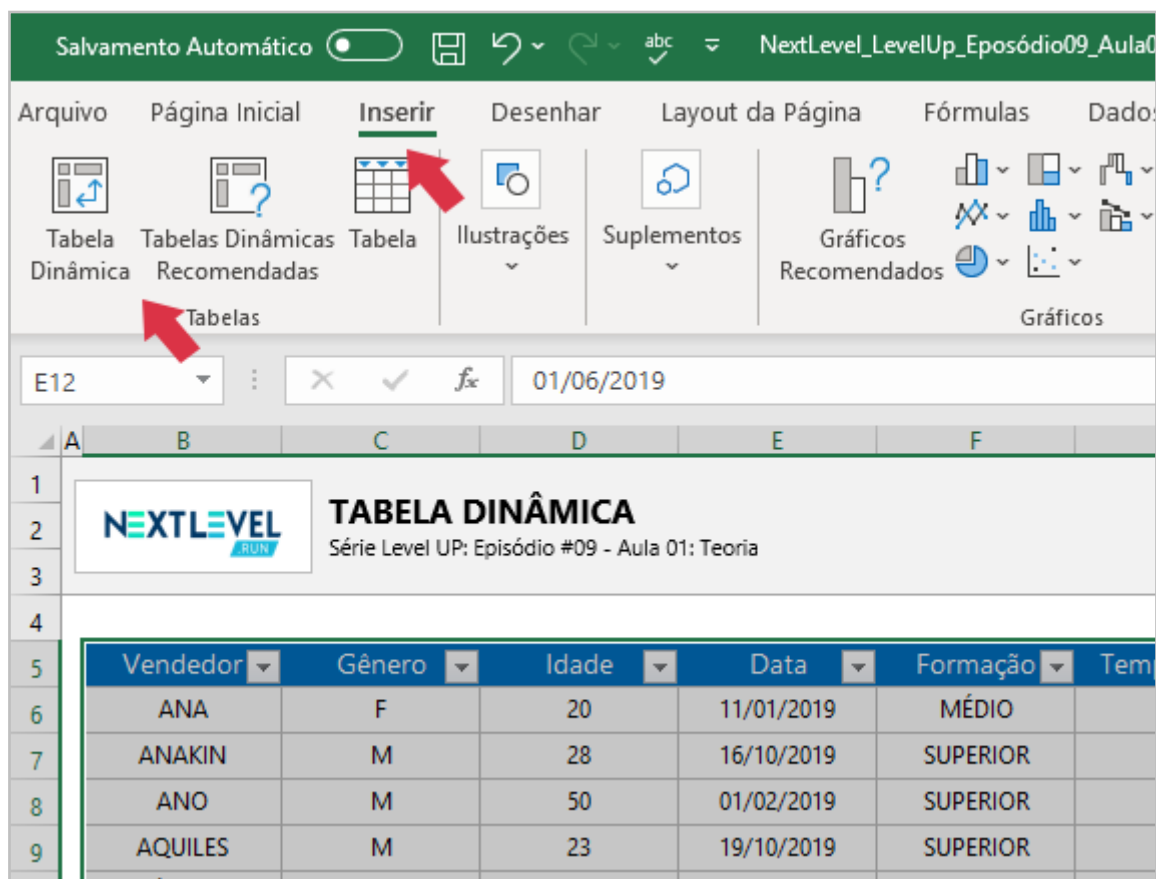 Salvamento Automático abc NextLevel_LevelUp_Eposódio09_Aula0
Arquivo Página Inicial Inserir Desenhar Layout da Página Fórmulas Dados
Tabela Tabelas Dinâmicas Tabela Ilustrações Suplementos Gráficos
Dinâmica Recomendadas Recomendados
Tabelas Gráficos
E12 fx 01/06/2019
A B C D E F
1
2
3
NEXTLEVEL
.RUN
TABELA DINÂMICA
Série Level UP: Episódio #09 - Aula 01: Teoria
4
5 Vendedor Gênero Idade Data Formação Tem
6 ANA F 20 11/01/2019 MÉDIO
7 ANAKIN M 28 16/10/2019 SUPERIOR
8 ANO M 50 01/02/2019 SUPERIOR
9 AQUILES M 23 19/10/2019 SUPERIOR